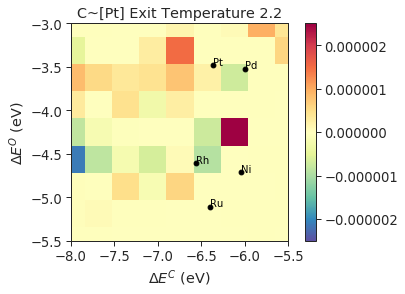 C~[Pt] Exit Temperature 2.2
−3.0
−3.5
−4.0
−4.5
−5.0
−5.5
ΔE^O (eV)
Pt
Pd
Rh
Ni
Ru
−8.0 −7.5 −7.0 −6.5 −6.0 −5.5
ΔE^C (eV)
0.000002
0.000001
0.000000
−0.000001
−0.000002